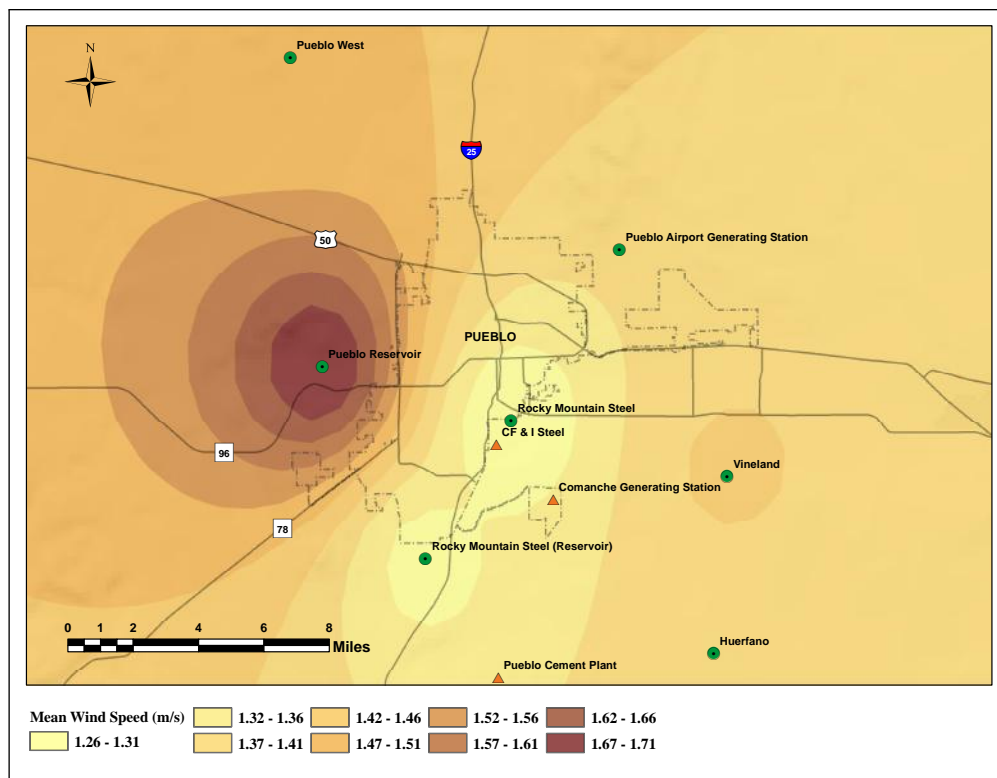 Pueblo West
N
25
50
Pueblo Airport Generating Station
PUEBLO
Pueblo Reservoir
Rocky Mountain Steel
CF & I Steel
96
Vineland
Comanche Generating Station
78
Rocky Mountain Steel (Reservoir)
0 1 2 4 6 8
Miles
Huerfano
Pueblo Cement Plant
Mean Wind Speed (m/s)
1.26 - 1.31
1.32 - 1.36
1.37 - 1.41
1.42 - 1.46
1.47 - 1.51
1.52 - 1.56
1.57 - 1.61
1.62 - 1.66
1.67 - 1.71